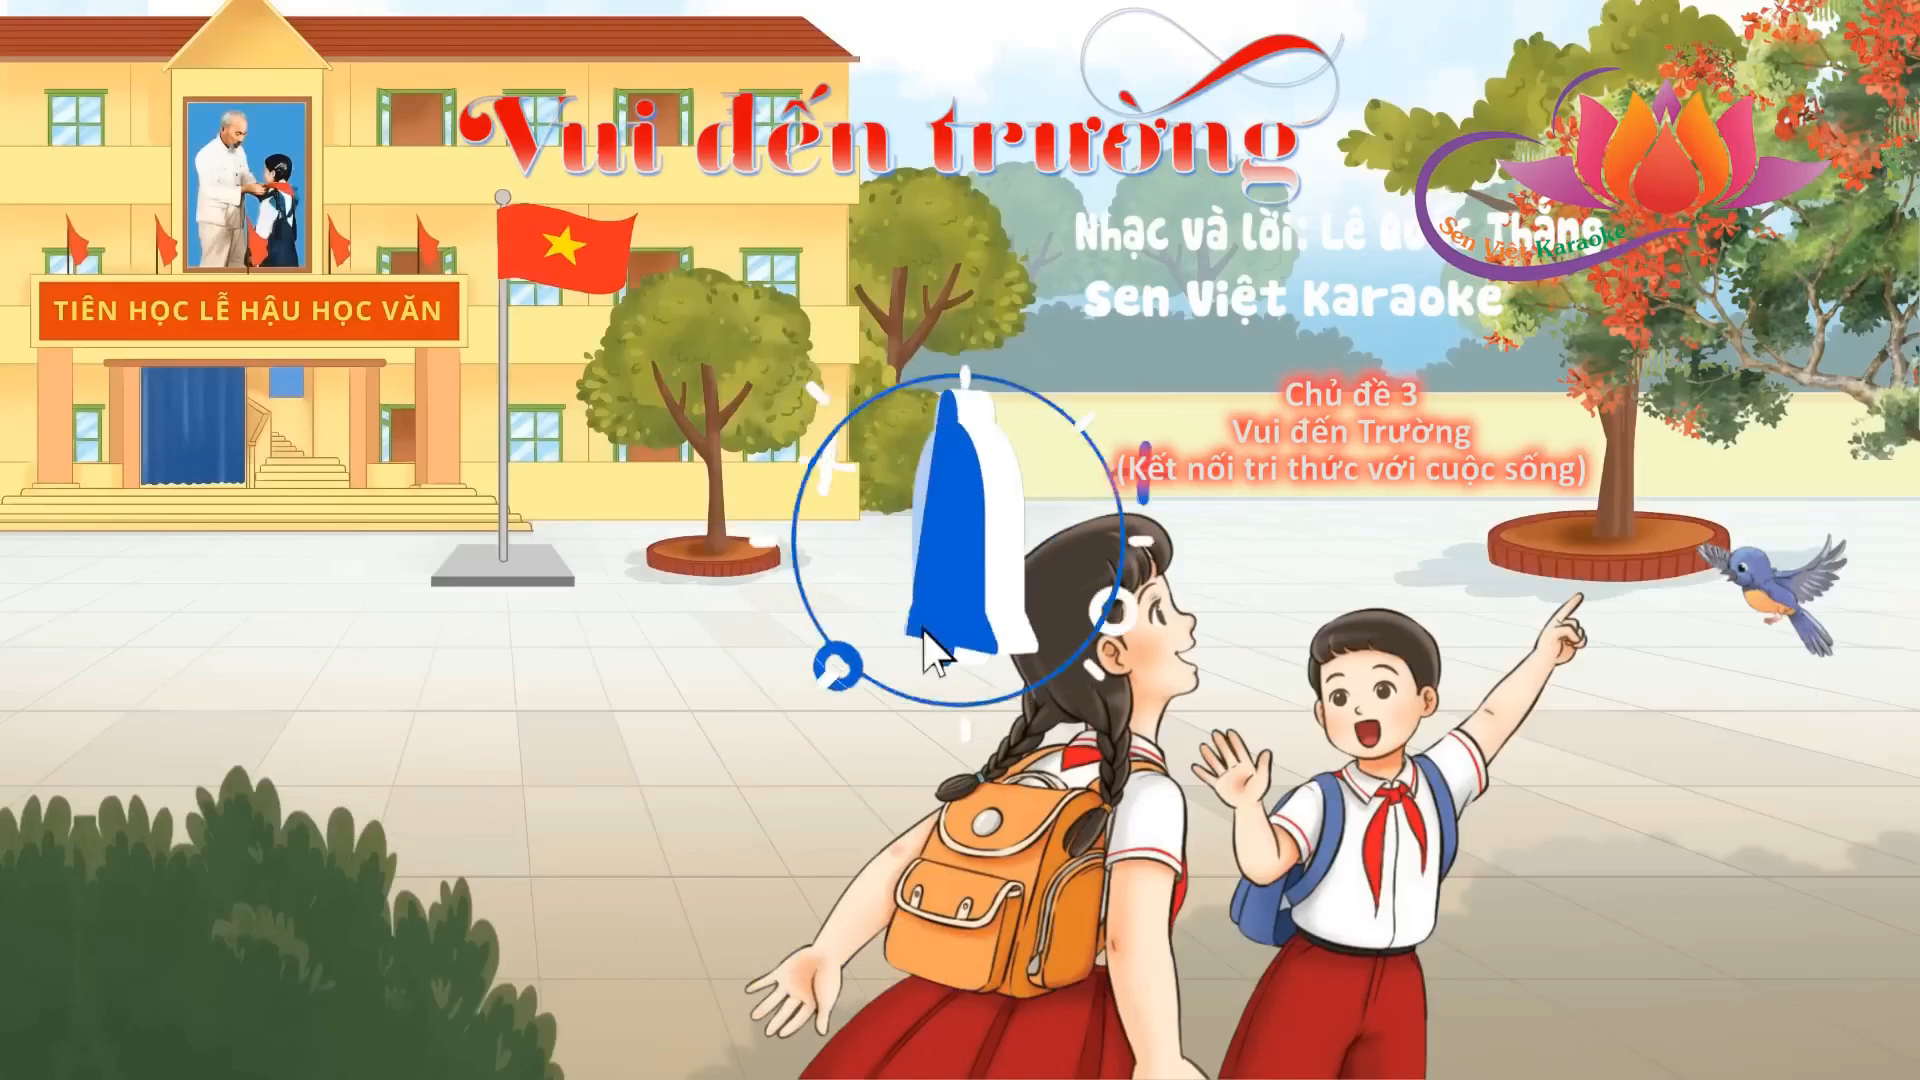 Vui đến trường
Nhạc và lời: Lê Quốc Thắng
Sen Việt Karaoke
Sen Việt Karaoke
TIÊN HỌC LỄ HẬU HỌC VĂN
Chủ đề 3
Vui đến Trường
(Kết nối tri thức với cuộc sống)